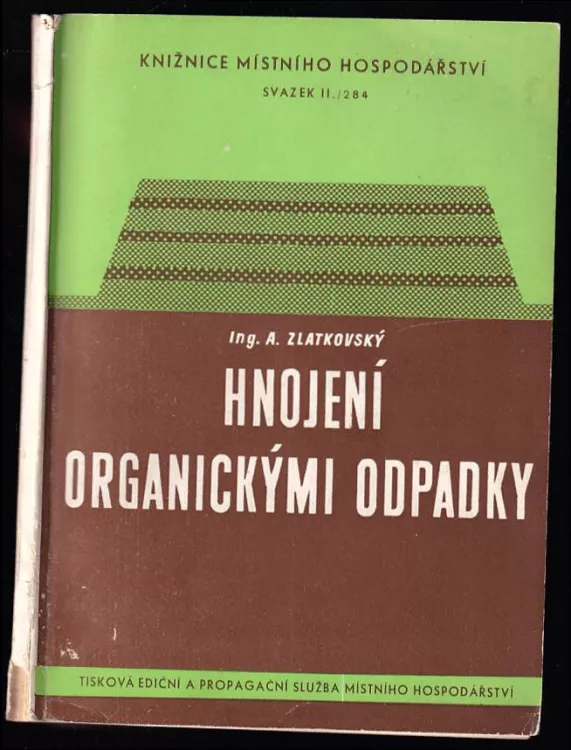 KNIŽNICE MÍSTNÍHO HOSPODÁŘSTVÍ
SVAZEK II./284
Ing. A. ZLATKOVSKÝ
HNOJENÍ
ORGANICKÝMI ODPADKY
TISKOVÁ EDIČNÍ A PROPAGAČNÍ SLUŽBA MÍSTNÍHO HOSPODÁŘSTVÍ